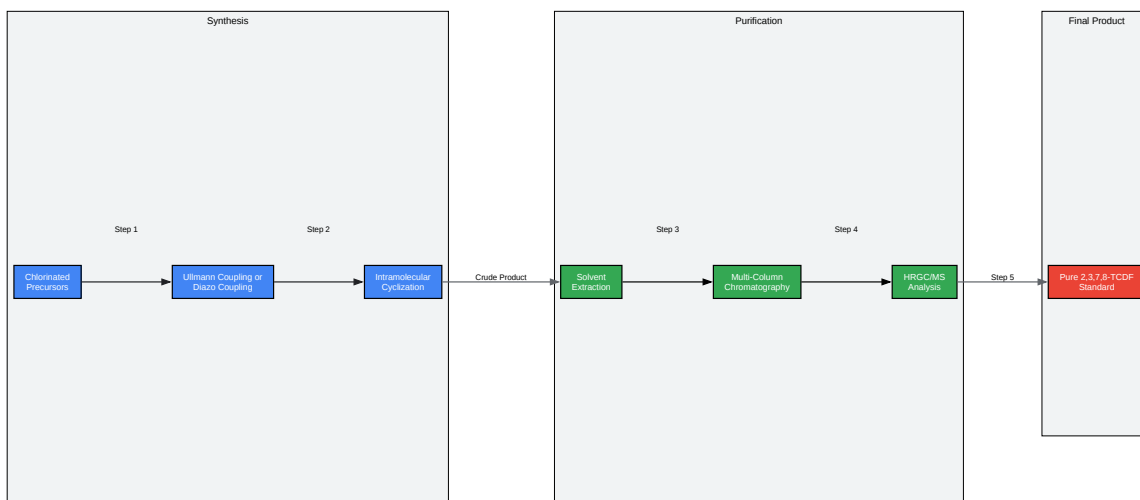 Synthesis
Purification
Final Product
Step 1
Step 2
Step 3
Step 4
Chlorinated
Precursors
Ullmann Coupling or
Diazo Coupling
Intramolecular
Cyclization
Crude Product
Solvent
Extraction
Multi-Column
Chromatography
HRGC/MS
Analysis
Step 5
Pure 2,3,7,8-TCDF
Standard